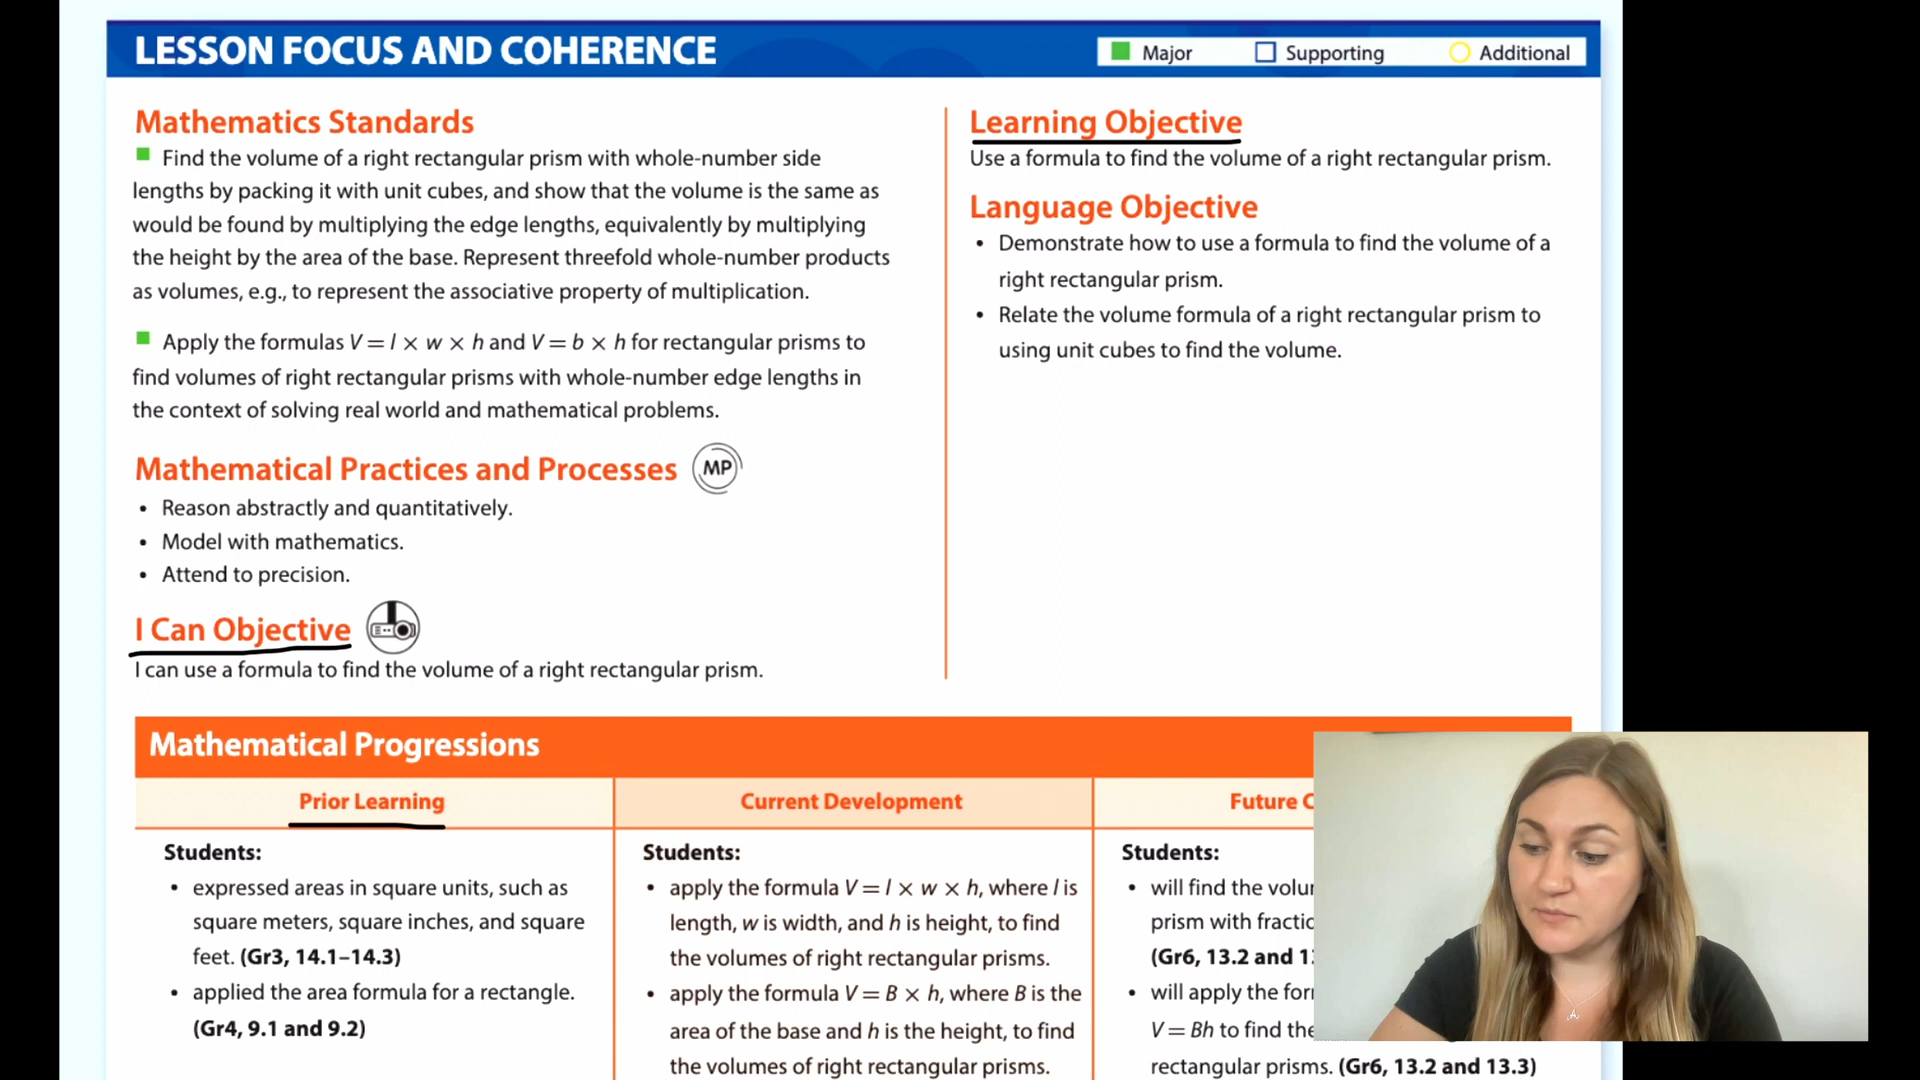 LESSON FOCUS AND COHERENCE
Major
Supporting
Additional
Mathematics Standards
Find the volume of a right rectangular prism with whole-number side
lengths by packing it with unit cubes, and show that the volume is the same as
would be found by multiplying the edge lengths, equivalently by multiplying
the height by the area of the base. Represent threefold whole-number products
as volumes, e.g., to represent the associative property of multiplication.
Apply the formulas V = l × w × h and V = b × h for rectangular prisms to
find volumes of right rectangular prisms with whole-number edge lengths in
the context of solving real world and mathematical problems.
Mathematical Practices and Processes
MP
• Reason abstractly and quantitatively.
• Model with mathematics.
• Attend to precision.
I Can Objective
I can use a formula to find the volume of a right rectangular prism.
Learning Objective
Use a formula to find the volume of a right rectangular prism.
Language Objective
• Demonstrate how to use a formula to find the volume of a
right rectangular prism.
• Relate the volume formula of a right rectangular prism to
using unit cubes to find the volume.
Mathematical Progressions
Prior Learning
Students:
• expressed areas in square units, such as
square meters, square inches, and square
feet. (Gr3, 14.1–14.3)
• applied the area formula for a rectangle.
(Gr4, 9.1 and 9.2)
Current Development
Students:
• apply the formula V = l × w × h, where l is
length, w is width, and h is height, to find
the volumes of right rectangular prisms.
• apply the formula V = B × h, where B is the
area of the base and h is the height, to find
the volumes of right rectangular prisms.
Future
Students:
• will find the
prism with
(Gr6, 13.2 and
• will apply the
V = Bh to find the
rectangular prisms. (Gr6, 13.2 and 13.3)